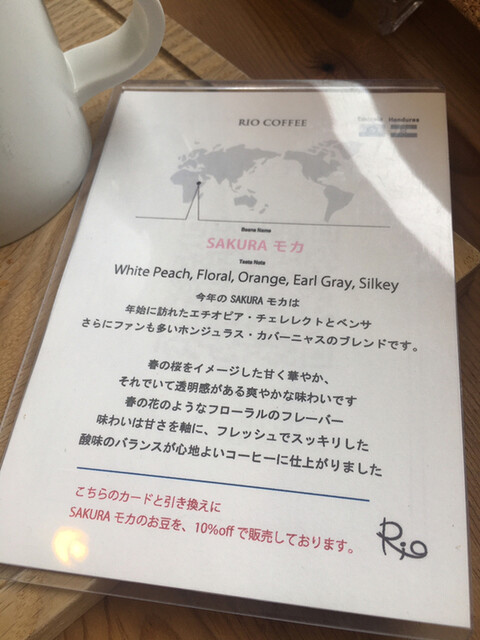 RIO COFFEE
Honduras
Beans Name
SAKURA モカ
Taste Note
White Peach, Floral, Orange, Earl Gray, Silkey
今年の SAKURA モカは
年始に訪れたエチオピア・チェレレクトとベンサ
さらにファンも多いホンジュラス・カバーニャスのブレンドです。
春の桜をイメージした甘く華やか、
それでいて透明感がある爽やかな味わいです
春の花のようなフローラルのフレーバー
味わいは甘さを軸に、フレッシュでスッキリした
酸味のバランスが心地よいコーヒーに仕上がりました
こちらのカードと引き換えに
SAKURA モカのお豆を、10%off で販売しております。
Rio